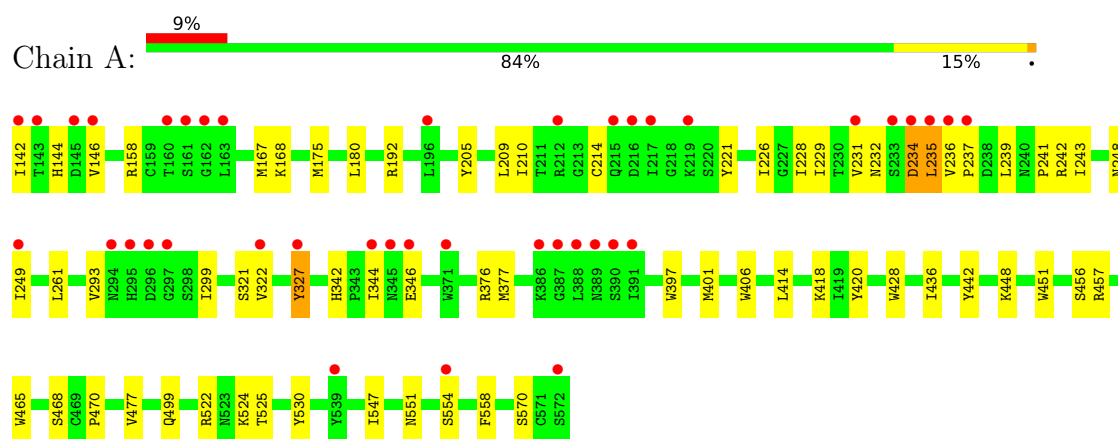 9%
Chain A:
84% 15% •
I142 T143 H144 D145 V146 R158 C159 T160 S161 G162 L163 M167 K168 M175 L180 R192 L196 Y205 L209 I210 T211 R212 G213 C214 Q215 D216 I217 G218 K219 S220 Y221 I226 G227 I228 I229 T230 V231 N232 S233 D234 L235 V236 P237 D238 L239 N240 P241 R242 I243 N248
I249 L261 V293 N294 H295 D296 G297 S298 I299 S321 V322 Y327 H342 P343 I344 N345 E346 W371 R376 M377 K386 G387 L388 N389 S390 I391 W397 M401 W406 L414 K418 I419 Y420 W428 I436 Y442 K448 W451 S456 R457
W465 S468 C469 P470 V477 Q499 R522 N523 K524 T525 Y530 Y539 I547 N551 S554 F558 S570 C571 S572